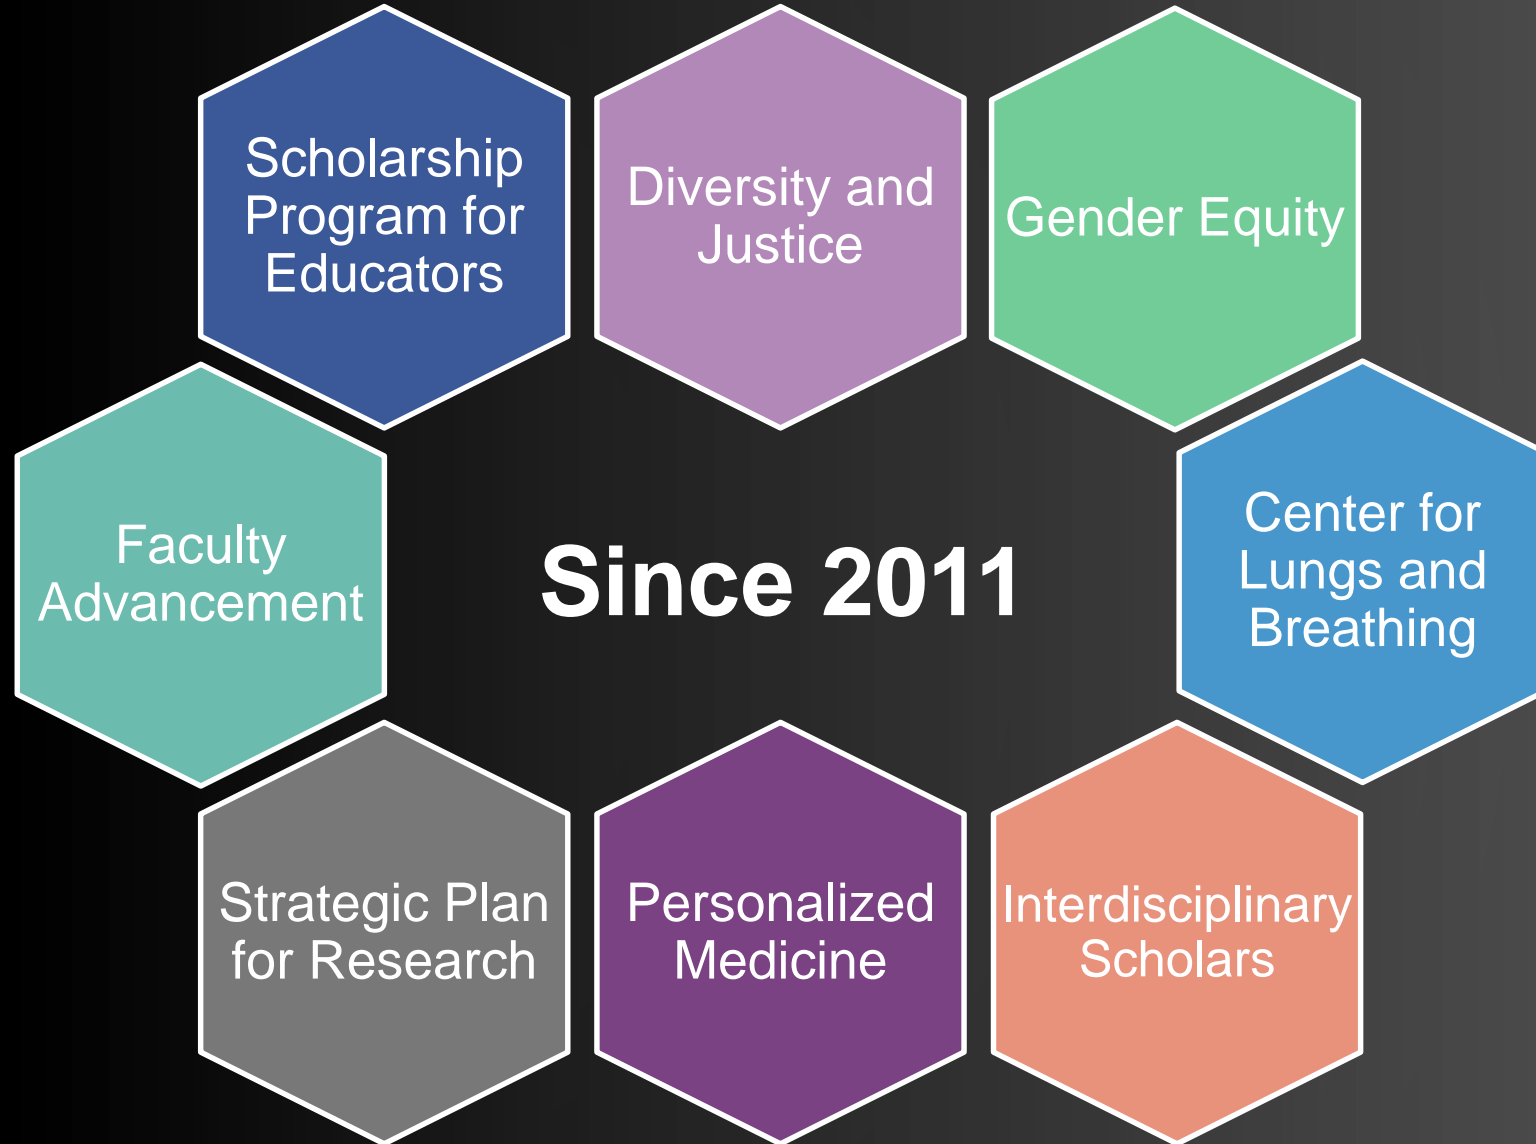 Scholarship
Program for
Educators
Diversity and
Justice
Gender Equity
Faculty
Advancement
Since 2011
Center for
Lungs and
Breathing
Strategic Plan
for Research
Personalized
Medicine
Interdisciplinary
Scholars